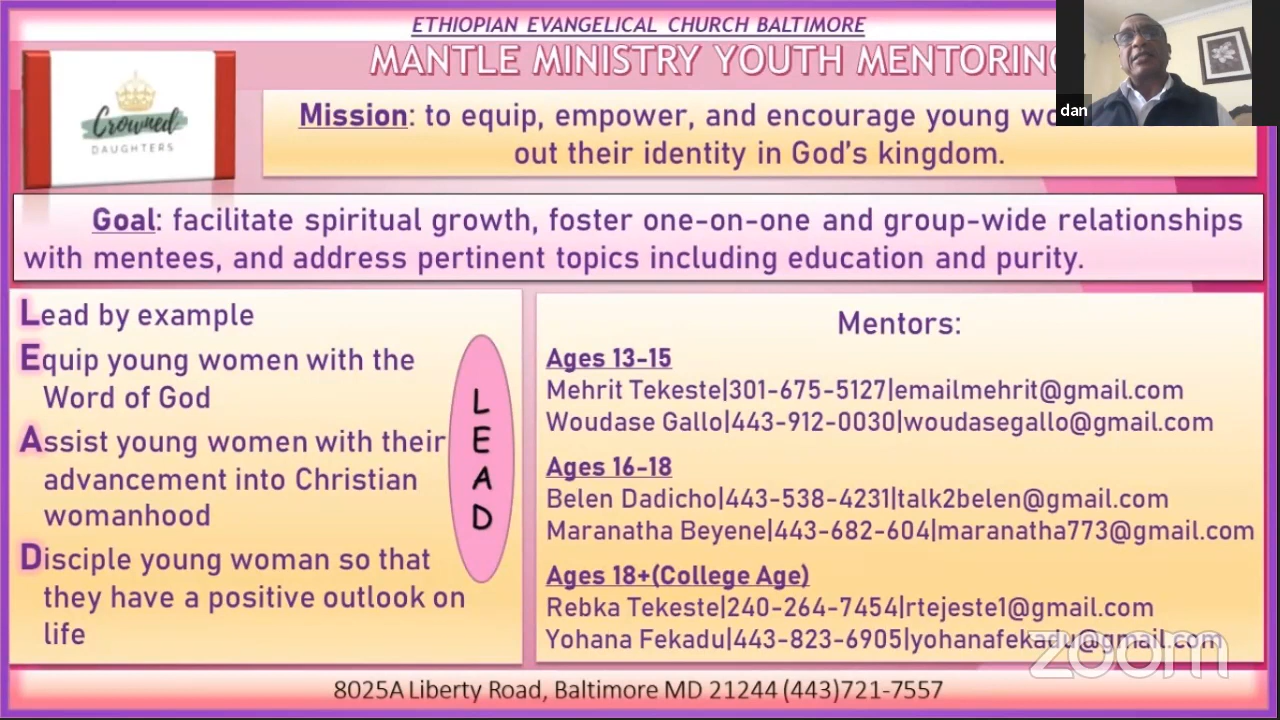 ETHIOPIAN EVANGELICAL CHURCH BALTIMORE
MANTLE MINISTRY YOUTH MENTORING
dan
Crowned
DAUGHTERS
Mission: to equip, empower, and encourage young wo
out their identity in God's kingdom.
Goal: facilitate spiritual growth, foster one-on-one and group-wide relationships
with mentees, and address pertinent topics including education and purity.
Lead by example
Equip young women with the
Word of God
Assist young women with their
advancement into Christian
womanhood
Disciple young woman so that
they have a positive outlook on
life
L
E
A
D
Mentors:
Ages 13-15
Mehrit Tekeste|301-675-5127|emailmehrit@gmail.com
Woudase Gallo|443-912-0030|woudasegallo@gmail.com
Ages 16-18
Belen Dadicho|443-538-4231|talk2belen@gmail.com
Maranatha Beyene|443-682-604|maranatha773@gmail.com
Ages 18+(College Age)
Rebka Tekeste|240-264-7454|rtejeste1@gmail.com
Yohana Fekadu|443-823-6905|yohanafekadu@gmail.com
zoom
8025A Liberty Road, Baltimore MD 21244 (443)721-7557